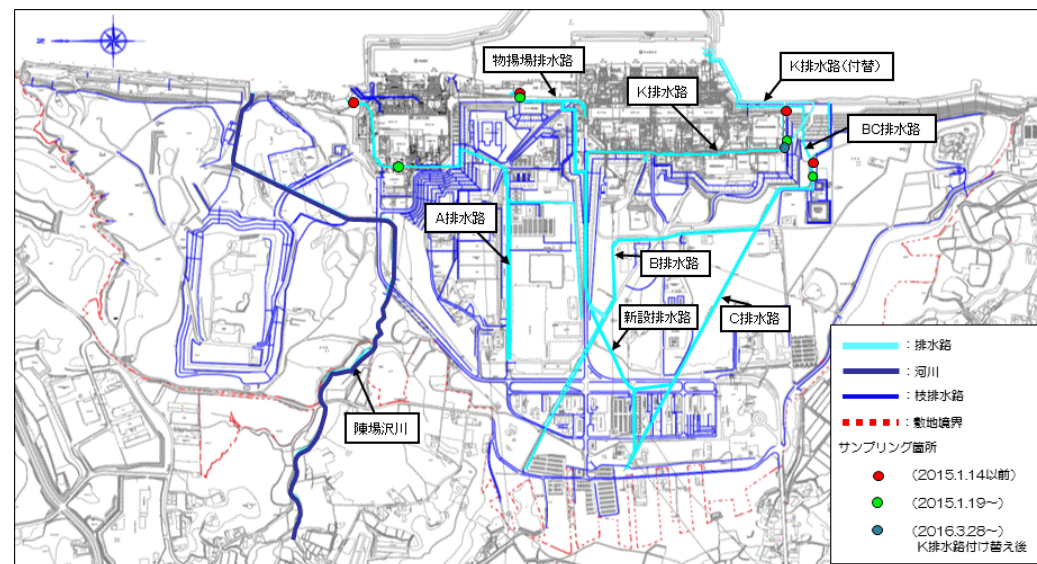 N
物揚場排水路
K排水路(付替)
K排水路
BC排水路
A排水路
B排水路
新設排水路
C排水路
陳場沢川
:排水路
:河川
:枝排水路
:敷地境界
サンプリング箇所
(2015.1.14以前)
(2015.1.19~)
(2016.3.28~)
K排水路付け替え後